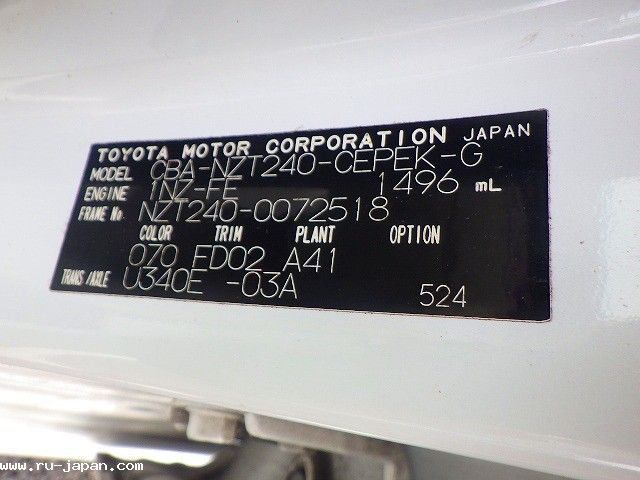 TOYOTA MOTOR CORPORATION JAPAN
MODEL CBA-NZT240-CEPEK-G
ENGINE 1NZ-FE 1496 mL
FRAME No. NZT240-0072518
COLOR TRIM PLANT OPTION
070 FD02 A41
TRANS/AXLE U340E -03A 524
www.ru-japan.com